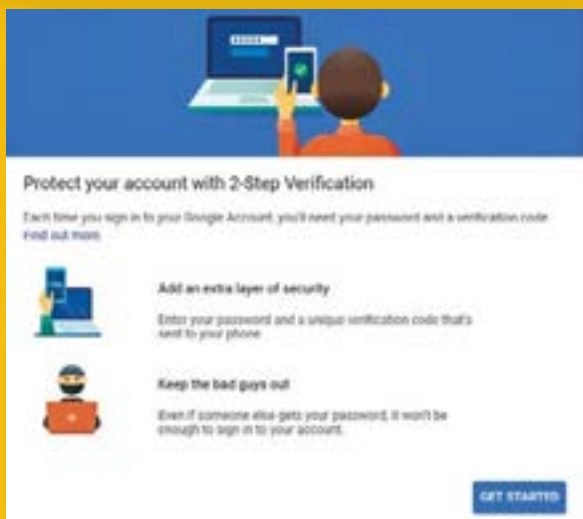 Protect your account with 2-Step Verification
Each time you sign in to your Google Account, you'll need your password and a verification code
Find out more
Add an extra layer of security
Enter your password and a unique verification code that's
sent to your phone
Keep the bad guys out
Even if someone else gets your password, it won't be
enough to sign in to your account.
GET STARTED